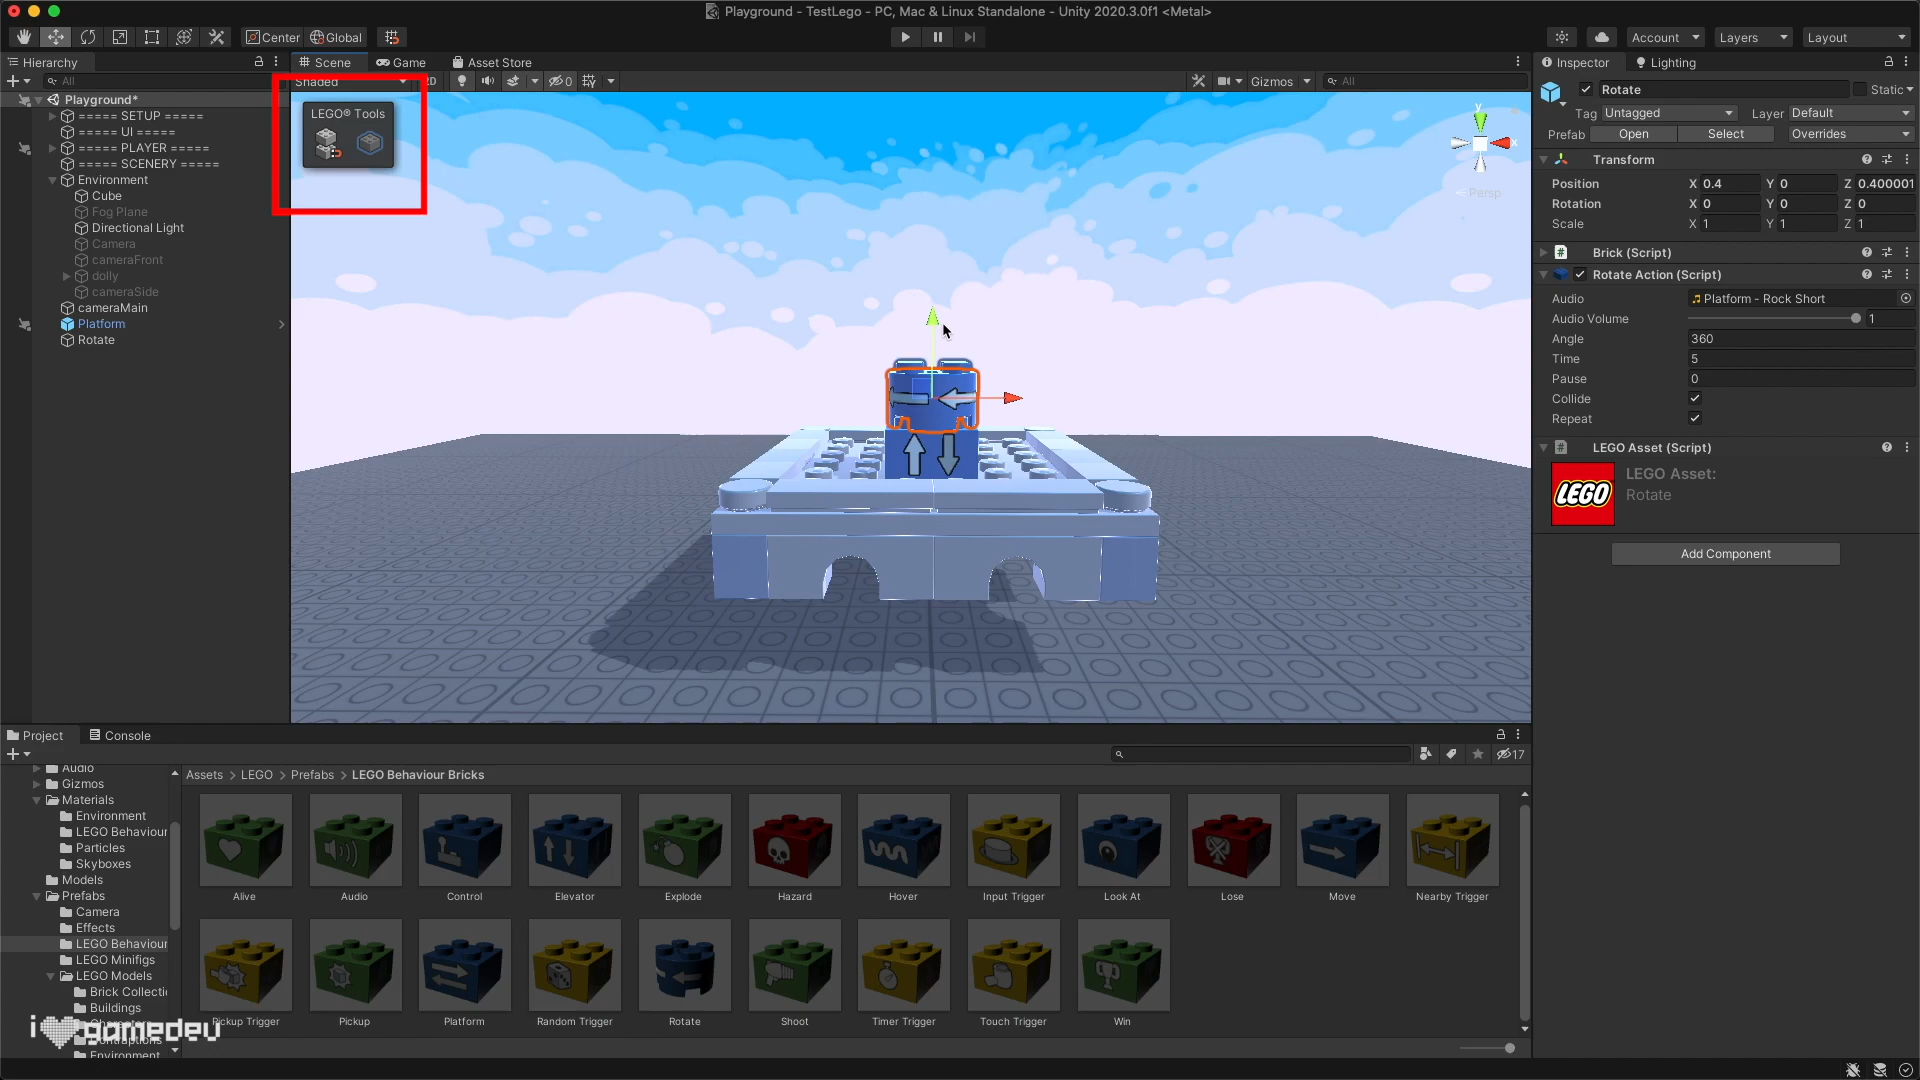 Playground - TestLego - PC, Mac & Linux Standalone - Unity 2020.3.0f1 <Metal>
Center Global
Account Layers Layout
Hierarchy
All
Playground*
===== SETUP =====
===== UI =====
===== PLAYER =====
===== SCENERY =====
Environment
Cube
Fog Plane
Directional Light
Camera
cameraFront
dolly
cameraSide
cameraMain
Platform
Rotate
Scene Game Asset Store
Shaded 2D 0 Gizmos All
LEGO® Tools
y
x
Persp
Inspector Lighting
Rotate Static
Tag Untagged Layer Default
Prefab Open Select Overrides
Transform
Position X 0.4 Y 0 Z 0.400001
Rotation X 0 Y 0 Z 0
Scale X 1 Y 1 Z 1
Brick (Script)
Rotate Action (Script)
Audio Platform - Rock Short
Audio Volume 1
Angle 360
Time 5
Pause 0
Collide
Repeat
LEGO Asset (Script)
LEGO
LEGO Asset:
Rotate
Add Component
Project Console
17
Audio
Gizmos
Materials
Environment
LEGO Behaviour
Particles
Skyboxes
Models
Prefabs
Camera
Effects
LEGO Behaviour
LEGO Minifigs
LEGO Models
Brick Collectic
Buildings
Environment
i gamedev
Assets > LEGO > Prefabs > LEGO Behaviour Bricks
Alive Audio Control Elevator Explode Hazard Hover Input Trigger Look At Lose Move Nearby Trigger
Pickup Trigger Pickup Platform Random Trigger Rotate Shoot Timer Trigger Touch Trigger Win